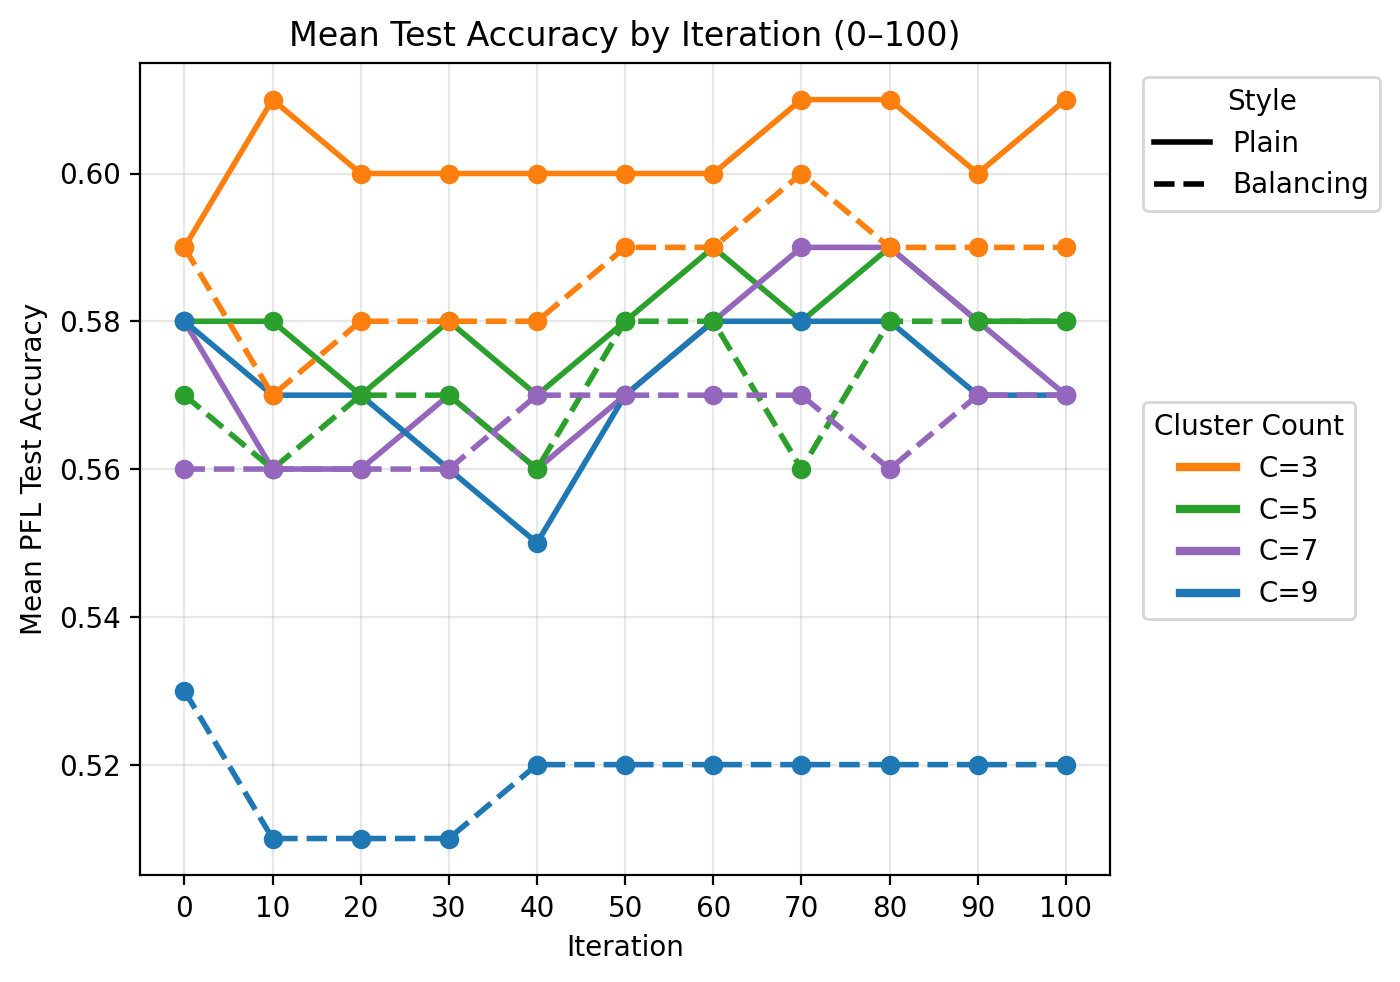 Mean Test Accuracy by Iteration (0–100)
Mean PFL Test Accuracy
0.60
0.58
0.56
0.54
0.52
0 10 20 30 40 50 60 70 80 90 100
Iteration
Style
Plain
Balancing
Cluster Count
C=3
C=5
C=7
C=9